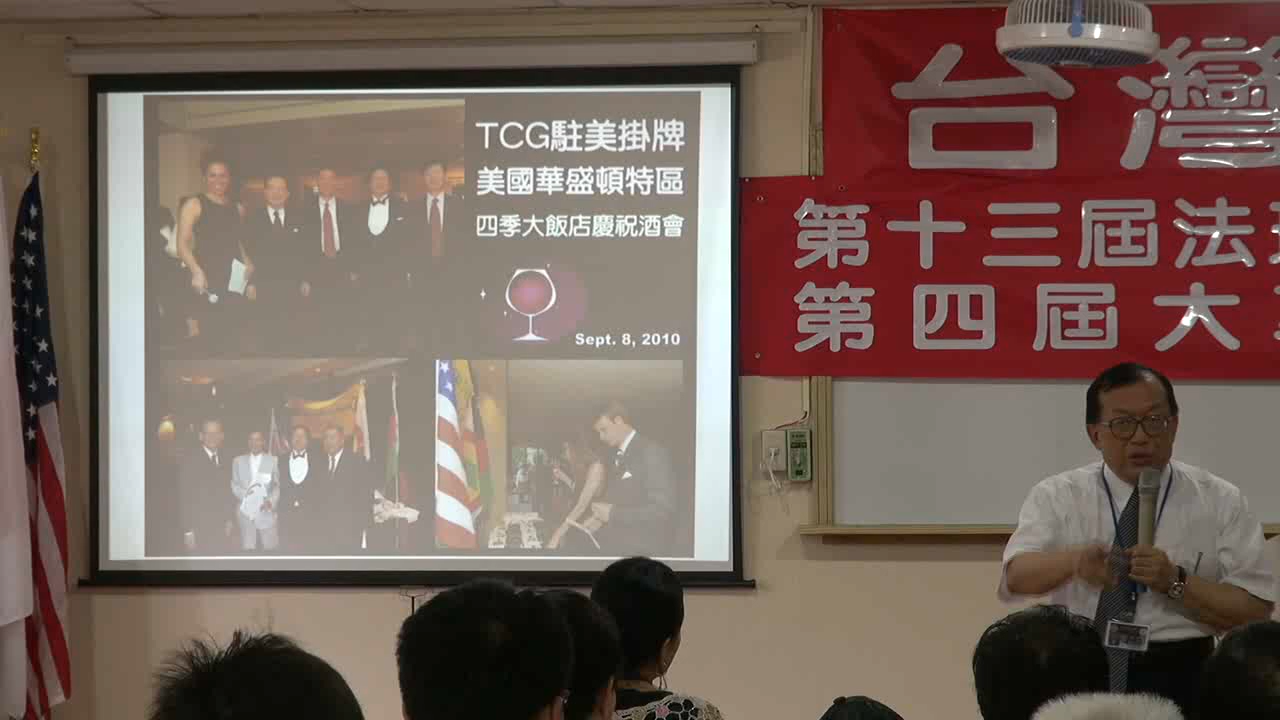 TCG駐美掛牌
美國華盛頓特區
四季大飯店慶祝酒會
Sept. 8, 2010
台灣
第十三屆法
第四屆大